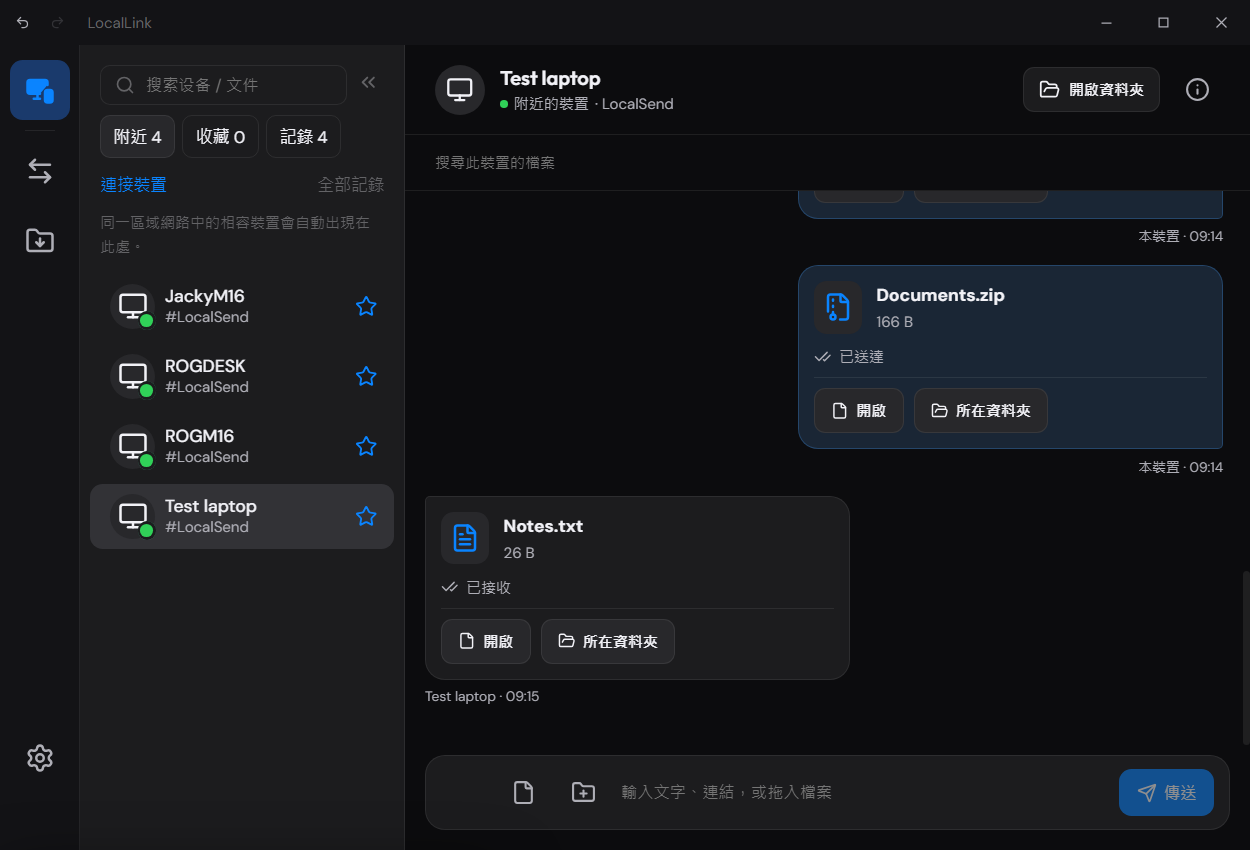 LocalLink
搜索设备 / 文件
附近 4
收藏 0
記錄 4
連接裝置
全部記錄
同一區域網路中的相容裝置會自動出現在
此處。
JackyM16
#LocalSend
ROGDESK
#LocalSend
ROGM16
#LocalSend
Test laptop
#LocalSend
Test laptop
附近的裝置 · LocalSend
開啟資料夾
搜尋此裝置的檔案
本裝置 · 09:14
Documents.zip
166 B
已送達
開啟
所在資料夾
本裝置 · 09:14
Notes.txt
26 B
已接收
開啟
所在資料夾
Test laptop · 09:15
輸入文字、連結，或拖入檔案
傳送